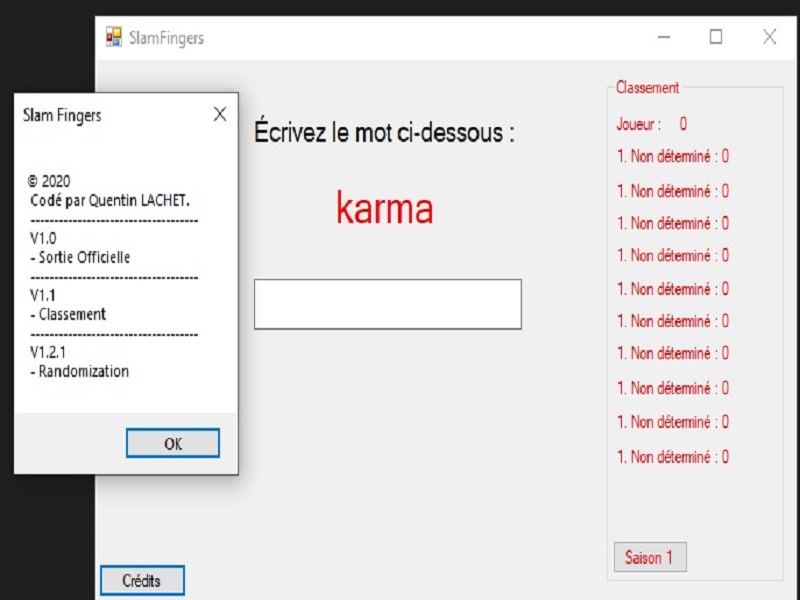 SlamFingers
Slam Fingers
© 2020
Codé par Quentin LACHET.
-----------------------------------
V1.0
- Sortie Officielle
-----------------------------------
V1.1
- Classement
-----------------------------------
V1.2.1
- Randomization
OK
Écrivez le mot ci-dessous :
karma
Classement
Joueur : 0
1. Non déterminé : 0
1. Non déterminé : 0
1. Non déterminé : 0
1. Non déterminé : 0
1. Non déterminé : 0
1. Non déterminé : 0
1. Non déterminé : 0
1. Non déterminé : 0
1. Non déterminé : 0
1. Non déterminé : 0
Saison 1
Crédits